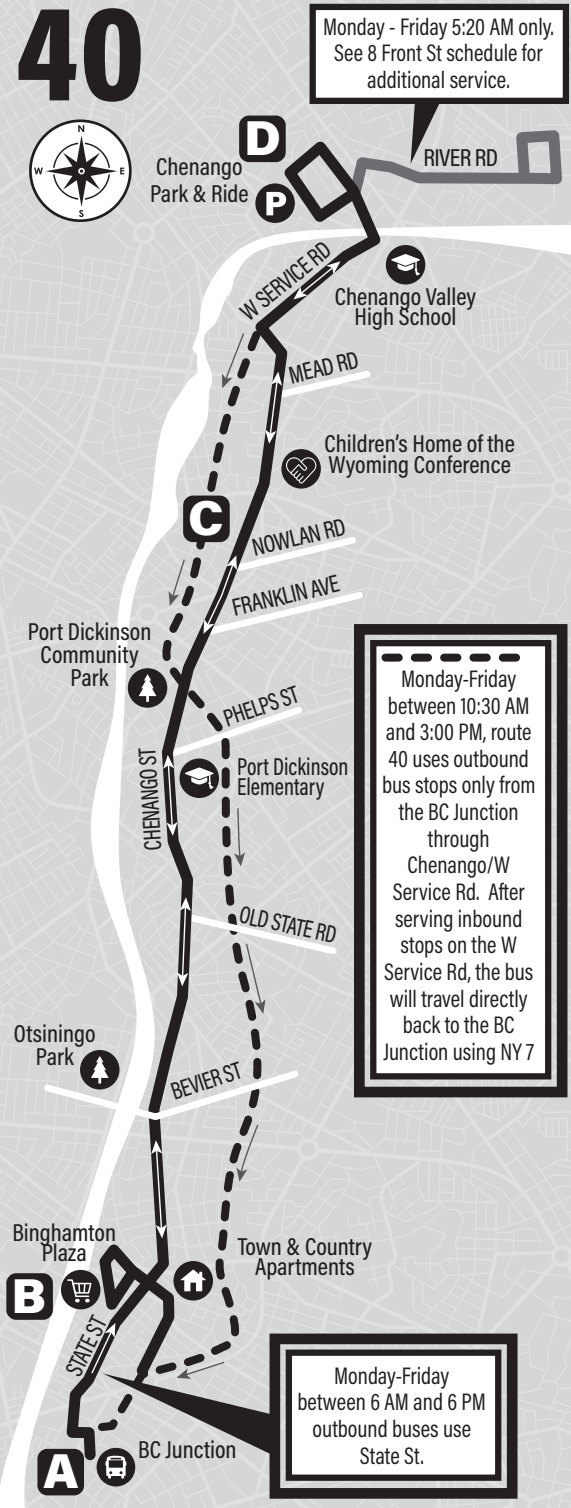 40
Monday - Friday 5:20 AM only.
See 8 Front St schedule for
additional service.
N
W
E
S
D
Chenango
Park & Ride
P
RIVER RD
W SERVICE RD
Chenango Valley
High School
MEAD RD
Children's Home of the
Wyoming Conference
C
NOWLAN RD
FRANKLIN AVE
Port Dickinson
Community
Park
PHELPS ST
CHENANGO ST
Port Dickinson
Elementary
Monday-Friday
between 10:30 AM
and 3:00 PM, route
40 uses outbound
bus stops only from
the BC Junction
through
Chenango/W
Service Rd. After
serving inbound
stops on the W
Service Rd, the bus
will travel directly
back to the BC
Junction using NY 7
OLD STATE RD
Otsiningo
Park
BEVIER ST
Binghamton
Plaza
B
Town & Country
Apartments
STATE ST
Monday-Friday
between 6 AM and 6 PM
outbound buses use
State St.
A
BC Junction